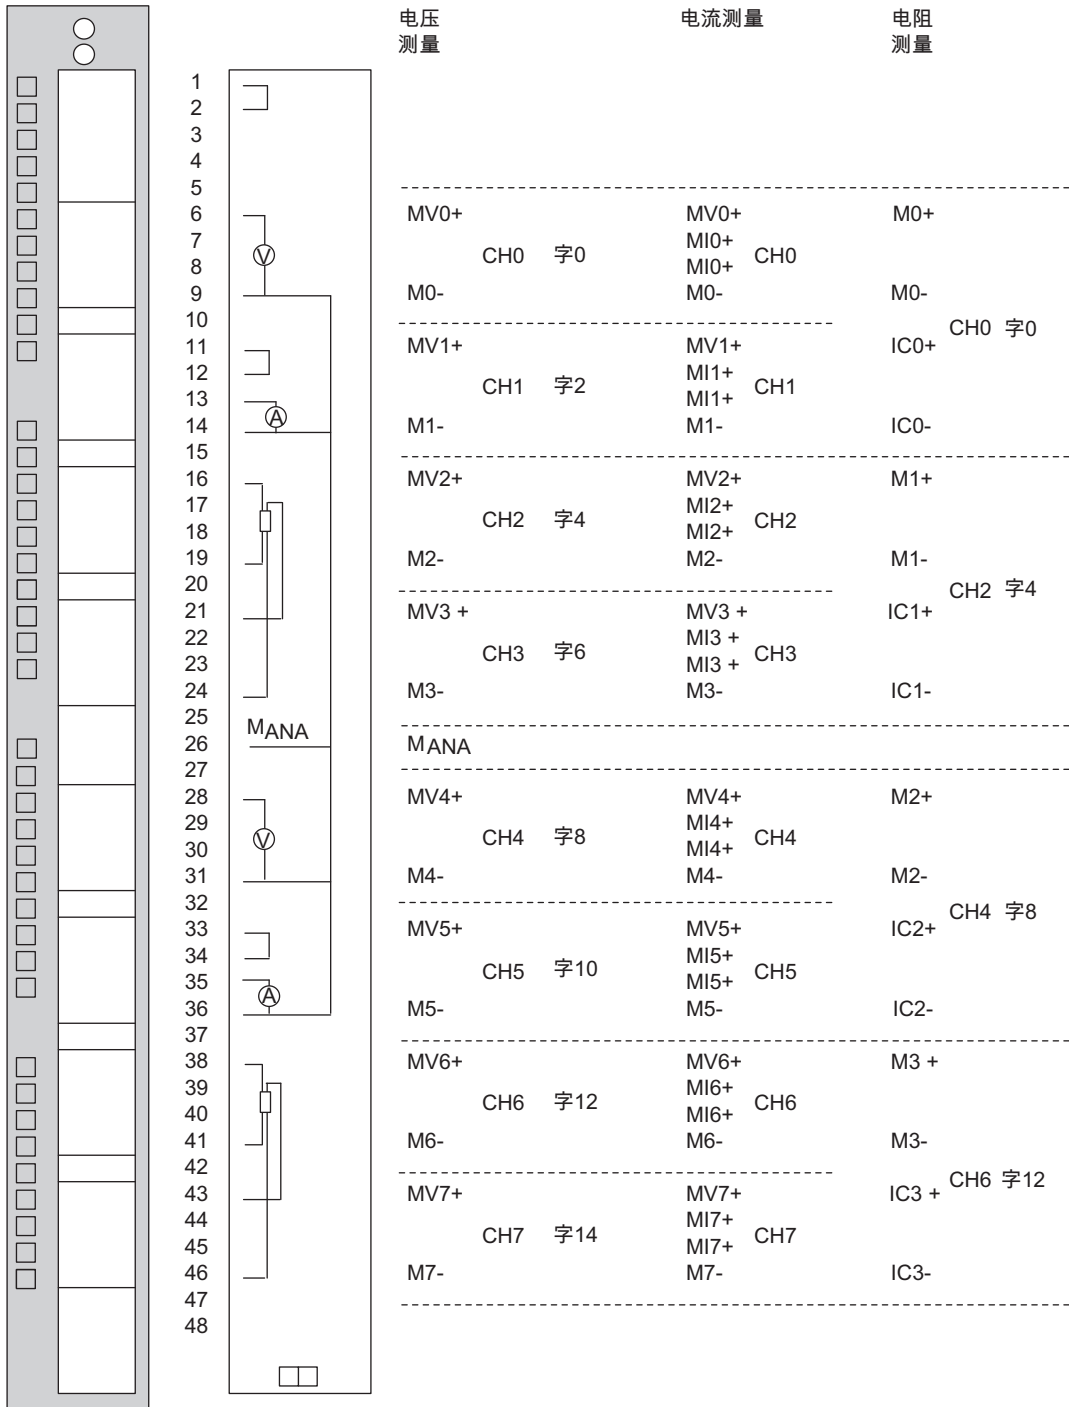 电压 电流测量 电阻
测量 测量
1
2
3
4
5
6 MV0+ MV0+ M0+
7 MI0+
V CH0 字0 CH0
8 MI0+
9 M0- M0- M0-
10 CH0 字0
11 MV1+ MV1+ IC0+
12 MI1+
CH1 字2 CH1
13 MI1+
A
14 M1- M1- IC0-
15
16 MV2+ MV2+ M1+
17 MI2+
CH2 字4 CH2
18 MI2+
19 M2- M2- M1-
20 CH2 字4
21 MV3 + MV3 + IC1+
22 MI3 +
CH3 字6 CH3
23 MI3 +
24 M3- M3- IC1-
25
26 MANA MANA
27
28 MV4+ MV4+ M2+
29 MI4+
V CH4 字8 CH4
30 MI4+
31 M4- M4- M2-
32 CH4 字8
33 MV5+ MV5+ IC2+
34 MI5+
CH5 字10 CH5
35 MI5+
A
36 M5- M5- IC2-
37
38 MV6+ MV6+ M3 +
39 MI6+
CH6 字12 CH6
40 MI6+
41 M6- M6- M3-
42 CH6 字12
43 MV7+ MV7+ IC3 +
44 MI7+
CH7 字14 CH7
45 MI7+
46 M7- M7- IC3-
47
48